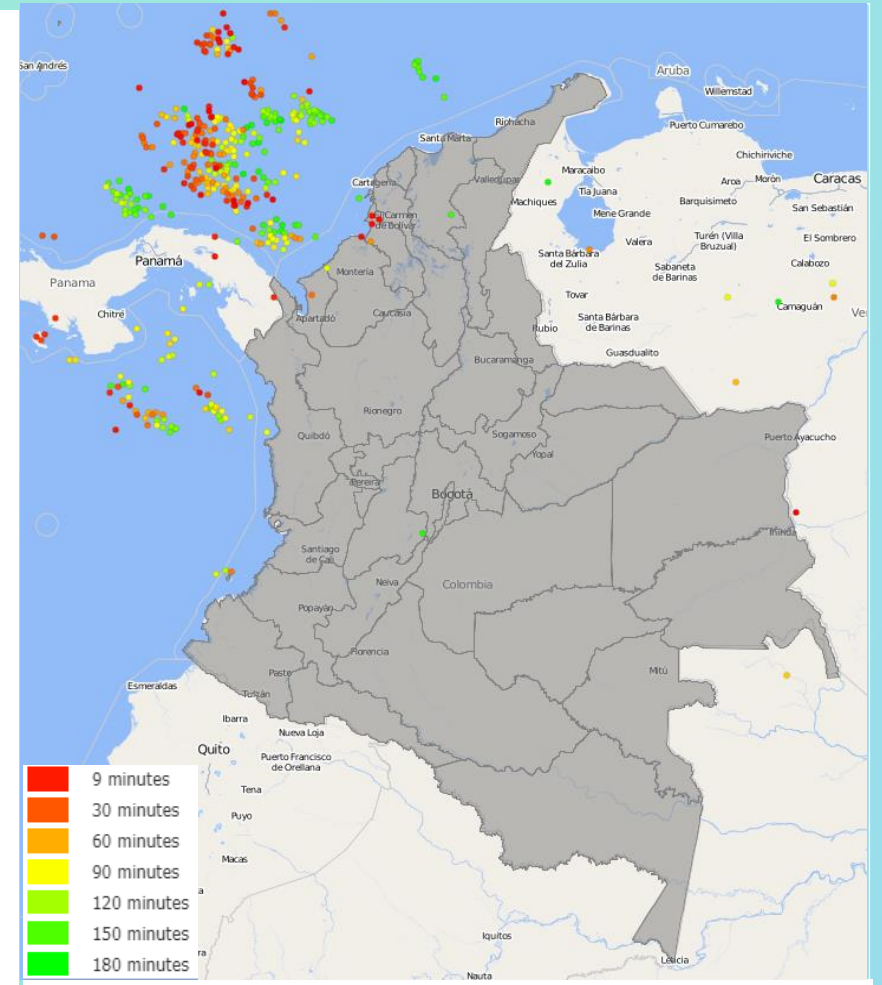 San Andrés
Aruba
Willemstad
Riohacha
Puerto Cumarebo
Santa Marta
Chichiriviche
Maracaibo
Cartagena
Valledupar
Tía Juana
Aroa
Morón
Caracas
Machiques
Barquisimeto
Mene Grande
San Sebastián
El Carmen
de Bolívar
Valera
Turén (Villa
Bruzual)
El Sombrero
Santa Bárbara
del Zulia
Panamá
Sabaneta
de Barinas
Calabozo
Panama
Montería
Tovar
Camaguán
Chitré
Apartadó
Caucasia
Santa Bárbara
de Barinas
Rubio
Guasdualito
Bucaramanga
Rionegro
Quibdó
Sogamoso
Puerto Ayacucho
Yopal
Pereira
Bogotá
Inírida
Santiago
de Cali
Neiva
Colombia
Popayán
Florencia
Mitú
Pasto
Esmeraldas
Tulcán
Ibarra
Nueva Loja
Quito
Puerto Francisco
de Orellana
9 minutes
Tena
30 minutes
Puyo
60 minutes
Macas
90 minutes
120 minutes
150 minutes
Iquitos
180 minutes
Leticia
Nauta